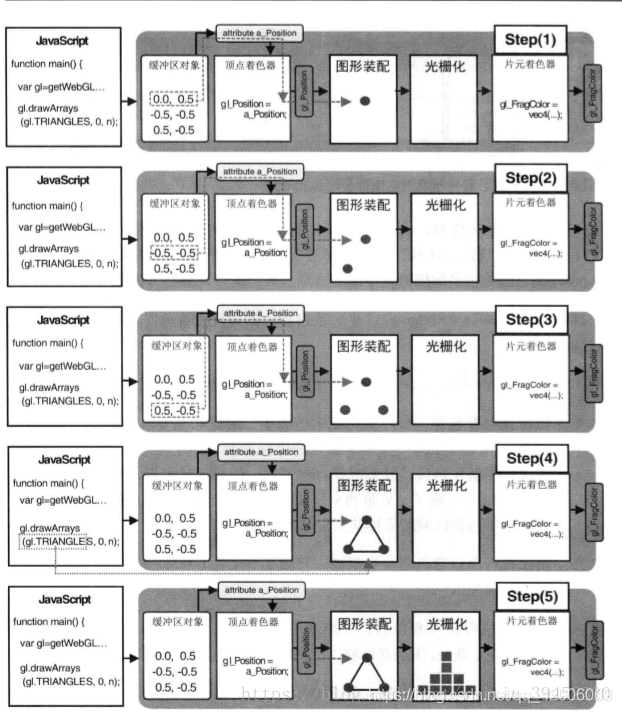 attribute a_Position
Step(1)
JavaScript
function main() {
var gl=getWebGL...
gl.drawArrays
(gl.TRIANGLES, 0, n);
缓冲区对象
0.0, 0.5
-0.5, -0.5
0.5, -0.5
顶点着色器
gl_Position =
a_Position;
gl_Position
图形装配
光栅化
片元着色器
gl_FragColor =
vec4(...);
gl_FragColor
attribute a_Position
Step(2)
JavaScript
function main() {
var gl=getWebGL...
gl.drawArrays
(gl.TRIANGLES, 0, n);
缓冲区对象
0.0, 0.5
-0.5, -0.5
0.5, -0.5
顶点着色器
gl_Position =
a_Position;
gl_Position
图形装配
光栅化
片元着色器
gl_FragColor =
vec4(...);
gl_FragColor
attribute a_Position
Step(3)
JavaScript
function main() {
var gl=getWebGL...
gl.drawArrays
(gl.TRIANGLES, 0, n);
缓冲区对象
0.0, 0.5
-0.5, -0.5
0.5, -0.5
顶点着色器
gl_Position =
a_Position;
gl_Position
图形装配
光栅化
片元着色器
gl_FragColor =
vec4(...);
gl_FragColor
attribute a_Position
Step(4)
JavaScript
function main() {
var gl=getWebGL...
gl.drawArrays
(gl.TRIANGLES, 0, n);
缓冲区对象
0.0, 0.5
-0.5, -0.5
0.5, -0.5
顶点着色器
gl_Position =
a_Position;
gl_Position
图形装配
光栅化
片元着色器
gl_FragColor =
vec4(...);
gl_FragColor
attribute a_Position
Step(5)
JavaScript
function main() {
var gl=getWebGL...
gl.drawArrays
(gl.TRIANGLES, 0, n);
缓冲区对象
0.0, 0.5
-0.5, -0.5
0.5, -0.5
顶点着色器
gl_Position =
a_Position;
gl_Position
图形装配
光栅化
片元着色器
gl_FragColor =
vec4(...);
gl_FragColor